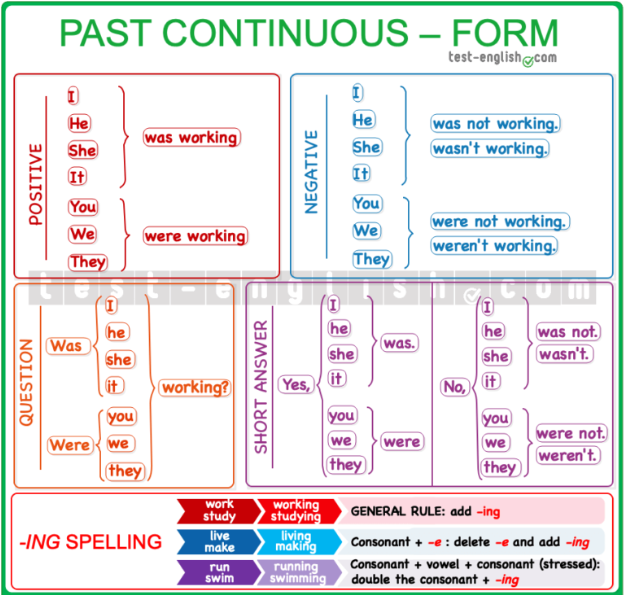 PAST CONTINUOUS – FORM
test-english.com
POSITIVE
I
He
She
It
was working
You
We
They
were working
NEGATIVE
I
He
She
It
was not working.
wasn't working.
You
We
They
were not working.
weren't working.
test-english.com
QUESTION
Was
I
he
she
it
Were
you
we
they
working?
SHORT ANSWER
Yes,
I
he
she
it
was.
you
we
they
were
No,
I
he
she
it
was not.
wasn't.
you
we
they
were not.
weren't.
-ING SPELLING
work working
study studying
GENERAL RULE: add -ing
live living
make making
Consonant + -e : delete -e and add -ing
run running
swim swimming
Consonant + vowel + consonant (stressed):
double the consonant + -ing